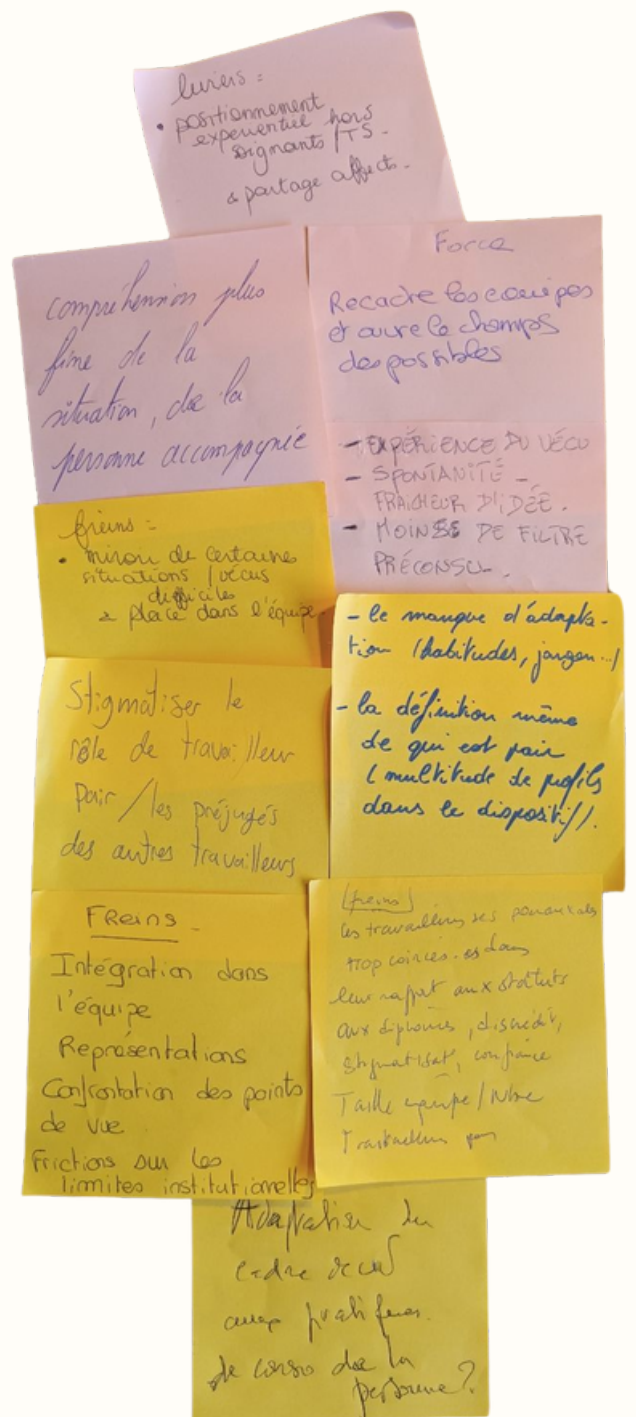 leviers :
• positionnement
expérientiel hors
soignants / TS -
& partage affects -
compréhension plus
fine de la
situation, de la
personne accompagnée
Force
Recadre les équipes
et ouvre le champs
des possibles
- EXPÉRIENCE DU VÉCU
- SPONTANITÉ -
FRAICHEUR D'IDÉE.
- MOINS DE FILTRE
PRÉCONSU -
freins :
• miroir de certaines
situations / vécus
difficiles
& place dans l'équipe.
- le manque d'adapta-
tion (habitudes, jargon...)
- la définition même
de qui est pair
(multitude de profils
dans le dispositif).
Stigmatiser le
rôle de travailleur
pair / les préjugés
des autres travailleurs
FReins -
Intégration dans
l'équipe
Représentations
Confrontation des points
de vue
Frictions sur les
limites institutionnelles
freins
les travailleurs
trop coincé.es dans
leur rapport aux statuts
aux diplômes, discrédit,
stigmatisat°, confiance
Taille équipe / Nbre
Travailleurs pairs
Adaptation du
cadre
aux pratiques
de conso de la
personne ?